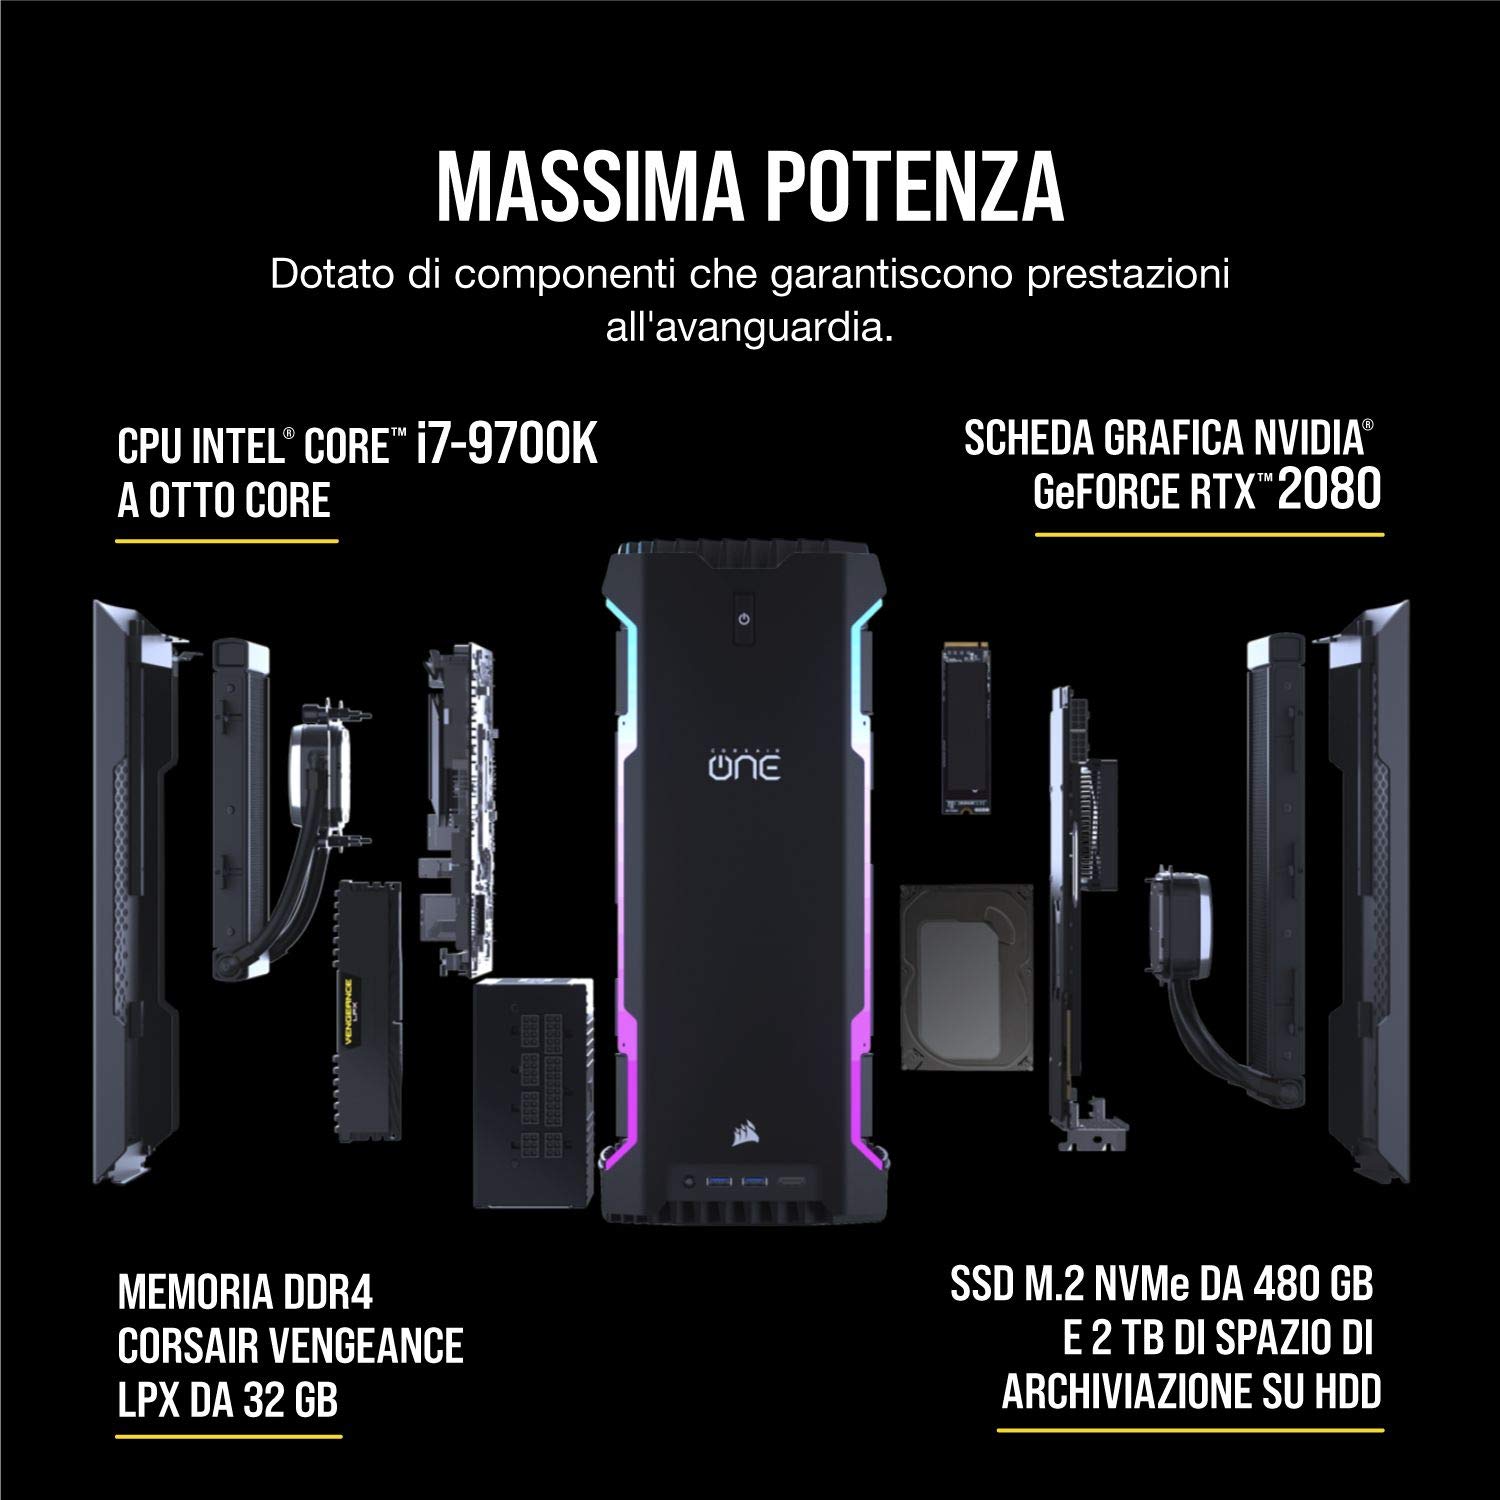 MASSIMA POTENZA
Dotato di componenti che garantiscono prestazioni
all'avanguardia.
CPU INTEL® CORE™ i7-9700K
A OTTO CORE
SCHEDA GRAFICA NVIDIA®
GeFORCE RTX™ 2080
CORSAIR
ONE
VENGEANCE
LPX
MEMORIA DDR4
CORSAIR VENGEANCE
LPX DA 32 GB
SSD M.2 NVMe DA 480 GB
E 2 TB DI SPAZIO DI
ARCHIVIAZIONE SU HDD